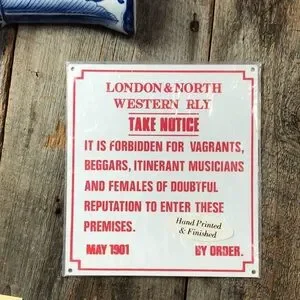 LONDON & NORTH
WESTERN RLY
TAKE NOTICE
IT IS FORBIDDEN FOR VAGRANTS,
BEGGARS, ITINERANT MUSICIANS
AND FEMALES OF DOUBTFUL
REPUTATION TO ENTER THESE
PREMISES.
Hand Printed
& Finished
MAY 1901 BY ORDER.